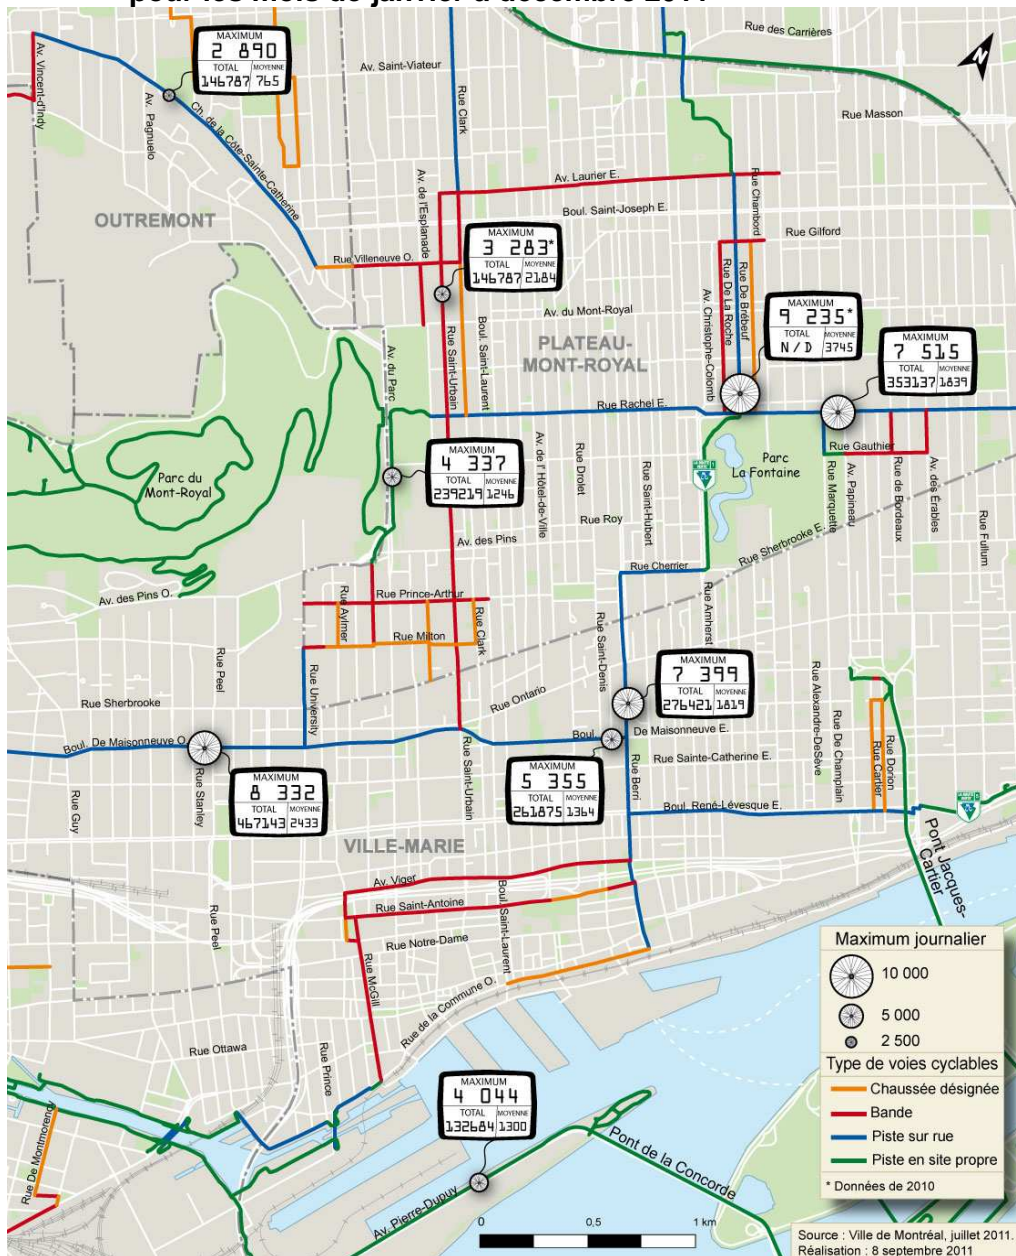 pour les mois de janvier à décembre 2011
Rue des Carrières
MAXIMUM
2 890
TOTAL MOYENNE
146787 765
Av. Vincent-d'Indy
Av. Pagnuelo
Ch. de la Côte-Sainte-Catherine
Av. Saint-Viateur
Rue Clark
Rue Masson
Av. Laurier E.
Rue Chambord
Av. de l'Esplanade
Boul. Saint-Joseph E.
OUTREMONT
Rue Gilford
MAXIMUM
3 283*
TOTAL MOYENNE
146787 2184
Rue Villeneuve O.
Rue De La Roche
Rue De Brébeuf
Av. Christophe-Colomb
MAXIMUM
9 235*
TOTAL MOYENNE
N/D 3745
Av. du Mont-Royal
PLATEAU-
MONT-ROYAL
MAXIMUM
7 515
TOTAL MOYENNE
353137 1839
Av. du Parc
Rue Saint-Urbain
Boul. Saint-Laurent
Rue Rachel E.
Rue Gauthier
MAXIMUM
4 337
TOTAL MOYENNE
239219 1246
Av. de l' Hôtel-de-Ville
Rue Drolet
Rue Saint-Hubert
Parc
La Fontaine
Rue Marquette
Av. Papineau
Rue de Bordeaux
Av. des Érables
Rue Fullum
Parc du
Mont-Royal
Rue Roy
Av. des Pins
Rue Sherbrooke E.
Rue Cherrier
Av. des Pins O.
Rue Prince-Arthur
Rue Aylmer
Rue Milton
Rue Clark
Rue Saint-Denis
Rue Amherst
Rue Peel
Rue University
MAXIMUM
7 399
TOTAL MOYENNE
276421 1819
Rue Sherbrooke
Rue Ontario
Rue Alexandre-DeSève
Rue De Champlain
Rue Cartier
Rue Dorion
Boul. De Maisonneuve O.
Boul.
De Maisonneuve E.
Rue Sainte-Catherine E.
MAXIMUM
8 332
TOTAL MOYENNE
467143 2433
Rue Guy
Rue Stanley
Rue Saint-Urbain
MAXIMUM
5 355
TOTAL MOYENNE
261875 1364
Rue Berri
Boul. René-Lévesque E.
VILLE-MARIE
Pont Jacques-
Cartier
Av. Viger
Rue Saint-Antoine
Boul. Saint-Laurent
Rue Peel
Rue Notre-Dame
Rue McGill
Rue de la Commune O.
Rue Ottawa
Rue Prince
Rue De Montmorency
MAXIMUM
4 044
TOTAL MOYENNE
132684 1300
Av. Pierre-Dupuy
Pont de la Concorde
0 0,5 1 km
Maximum journalier
10 000
5 000
2 500
Type de voies cyclables
Chaussée désignée
Bande
Piste sur rue
Piste en site propre
* Données de 2010
Source : Ville de Montréal, juillet 2011.
Réalisation : 8 septembre 2011